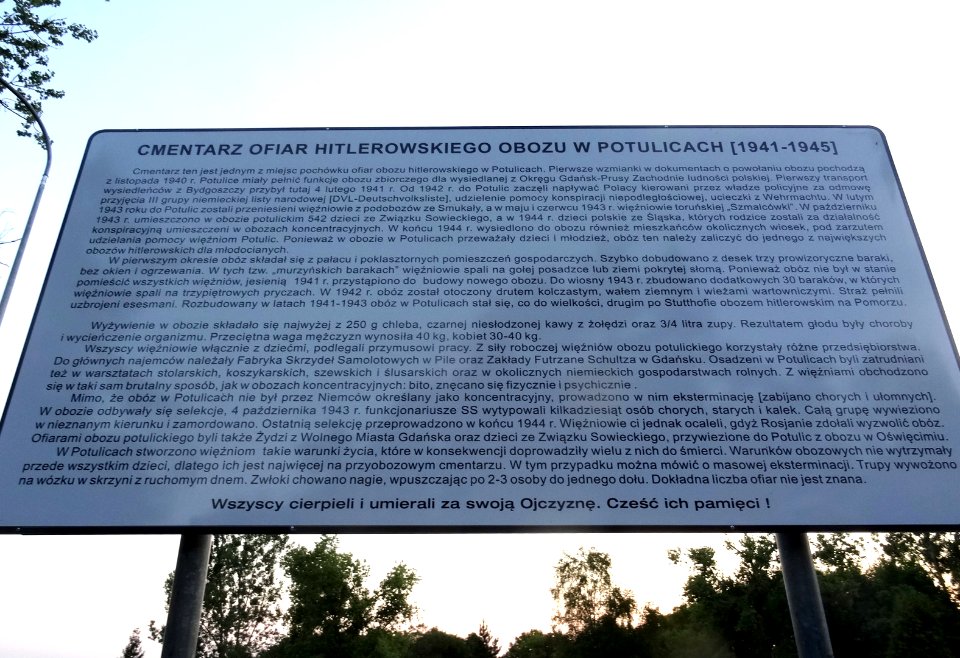 CMENTARZ OFIAR HITLEROWSKIEGO OBOZU W POTULICACH [1941-1945]
Cmentarz ten jest jednym z miejsc pochówku ofiar obozu hitlerowskiego w Potulicach. Pierwsze wzmianki w dokumentach o powołaniu obozu pochodzą
z listopada 1940 r. Potulice miały pełnić funkcje obozu zbiorczego dla wysiedlanej z Okręgu Gdańsk-Prusy Zachodnie ludności polskiej. Pierwszy transport
wysiedleńców z Bydgoszczy przybył tutaj 4 lutego 1941 r. Od 1942 r. do Potulic zaczęli napływać Polacy kierowani przez władze policyjne za odmowę
przyjęcia III grupy niemieckiej listy narodowej [DVL-Deutschvolksliste], udzielenie pomocy konspiracji niepodległościowej, ucieczki z Wehrmachtu. W lutym
1943 roku do Potulic zostali przeniesieni więźniowie z podobozów ze Smukały, a w maju i czerwcu 1943 r. więźniowie toruńskiej „Sznalcówki”. W październiku
1943 r. umieszczono w obozie potulickim 542 dzieci ze Związku Sowieckiego, a w 1944 r. dzieci polskie ze Śląska, których rodzice zostali za działalność
konspiracyjną umieszczeni w obozach koncentracyjnych. W końcu 1944 r. wysiedlono do obozu również mieszkańców okolicznych wiosek, pod zarzutem
udzielania pomocy więźniom Potulic. Ponieważ w obozie w Potulicach przeważały dzieci i młodzież, obóz ten należy zaliczyć do jednego z największych
obozów hitlerowskich dla młodocianych.
W pierwszym okresie obóz składał się z pałacu i poklasztornych pomieszczeń gospodarczych. Szybko dobudowano z desek trzy prowizoryczne baraki,
bez okien i ogrzewania. W tych tzw. „murzyńskich barakach” więźniowie spali na gołej posadzce lub ziemi pokrytej słomą. Ponieważ obóz nie był w stanie
pomieścić wszystkich więźniów, jesienią 1941 r. przystąpiono do budowy nowego obozu. Do wiosny 1943 r. zbudowano dodatkowych 30 baraków, w których
więźniowie spali na trzypiętrowych pryczach. W 1942 r. obóz został otoczony drutem kolczastym, wałem ziemnym i wieżami wartowniczymi. Straż pełnili
uzbrojeni esesmani. Rozbudowany w latach 1941-1943 obóz w Potulicach stał się, co do wielkości, drugim po Stutthofie obozem hitlerowskim na Pomorzu.
Wyżywienie w obozie składało się najwyżej z 250 g chleba, czarnej niesłodzonej kawy z żołędzi oraz 3/4 litra zupy. Rezultatem głodu były choroby
i wycieńczenie organizmu. Przeciętna waga mężczyzn wynosiła 40 kg, kobiet 30-40 kg.
Wszyscy więźniowie włącznie z dziećmi, podlegali przymusowi pracy. Z siły roboczej więźniów obozu potulickiego korzystały różne przedsiębiorstwa.
Do głównych najemców należały Fabryka Skrzydeł Samolotowych w Pile oraz Zakłady Futrzane Schultza w Gdańsku. Osadzeni w Potulicach byli zatrudniani
też w warsztatach stolarskich, koszykarskich, szewskich i ślusarskich oraz w okolicznych niemieckich gospodarstwach rolnych. Z więźniami obchodzono
się w taki sam brutalny sposób, jak w obozach koncentracyjnych: bito, znęcano się fizycznie i psychicznie .
Mimo, że obóz w Potulicach nie był przez Niemców określany jako koncentracyjny, prowadzono w nim eksterminację [zabijano chorych i ułomnych].
W obozie odbywały się selekcje, 4 października 1943 r. funkcjonariusze SS wytypowali kilkadziesiąt osób chorych, starych i kalek. Całą grupę wywieziono
w nieznanym kierunku i zamordowano. Ostatnią selekcję przeprowadzono w końcu 1944 r. Więźniowie ci jednak ocaleli, gdyż Rosjanie zdołali wyzwolić obóz.
Ofiarami obozu potulickiego byli także Żydzi z Wolnego Miasta Gdańska oraz dzieci ze Związku Sowieckiego, przywiezione do Potulic z obozu w Oświęcimiu.
W Potulicach stworzono więźniom takie warunki życia, które w konsekwencji doprowadziły wielu z nich do śmierci. Warunków obozowych nie wytrzymały
przede wszystkim dzieci, dlatego ich jest najwięcej na przyobozowym cmentarzu. W tym przypadku można mówić o masowej eksterminacji. Trupy wywożono
na wózku w skrzyni z ruchomym dnem. Zwłoki chowano nagie, wpuszczając po 2-3 osoby do jednego dołu. Dokładna liczba ofiar nie jest znana.
Wszyscy cierpieli i umierali za swoją Ojczyznę. Cześć ich pamięci !